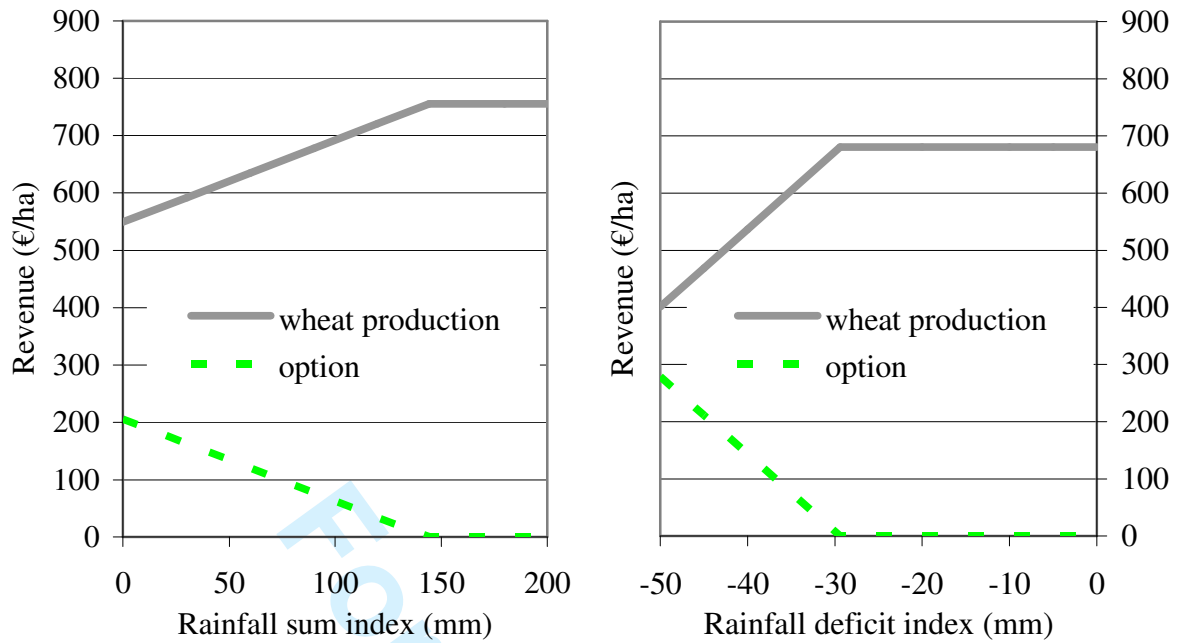 900
800
700
600
500
400
300
200
100
0
Revenue (€/ha)
wheat production
option
0 50 100 150 200
Rainfall sum index (mm)
Revenue (€/ha)
wheat production
option
900
800
700
600
500
400
300
200
100
0
-50 -40 -30 -20 -10 0
Rainfall deficit index (mm)
Fo